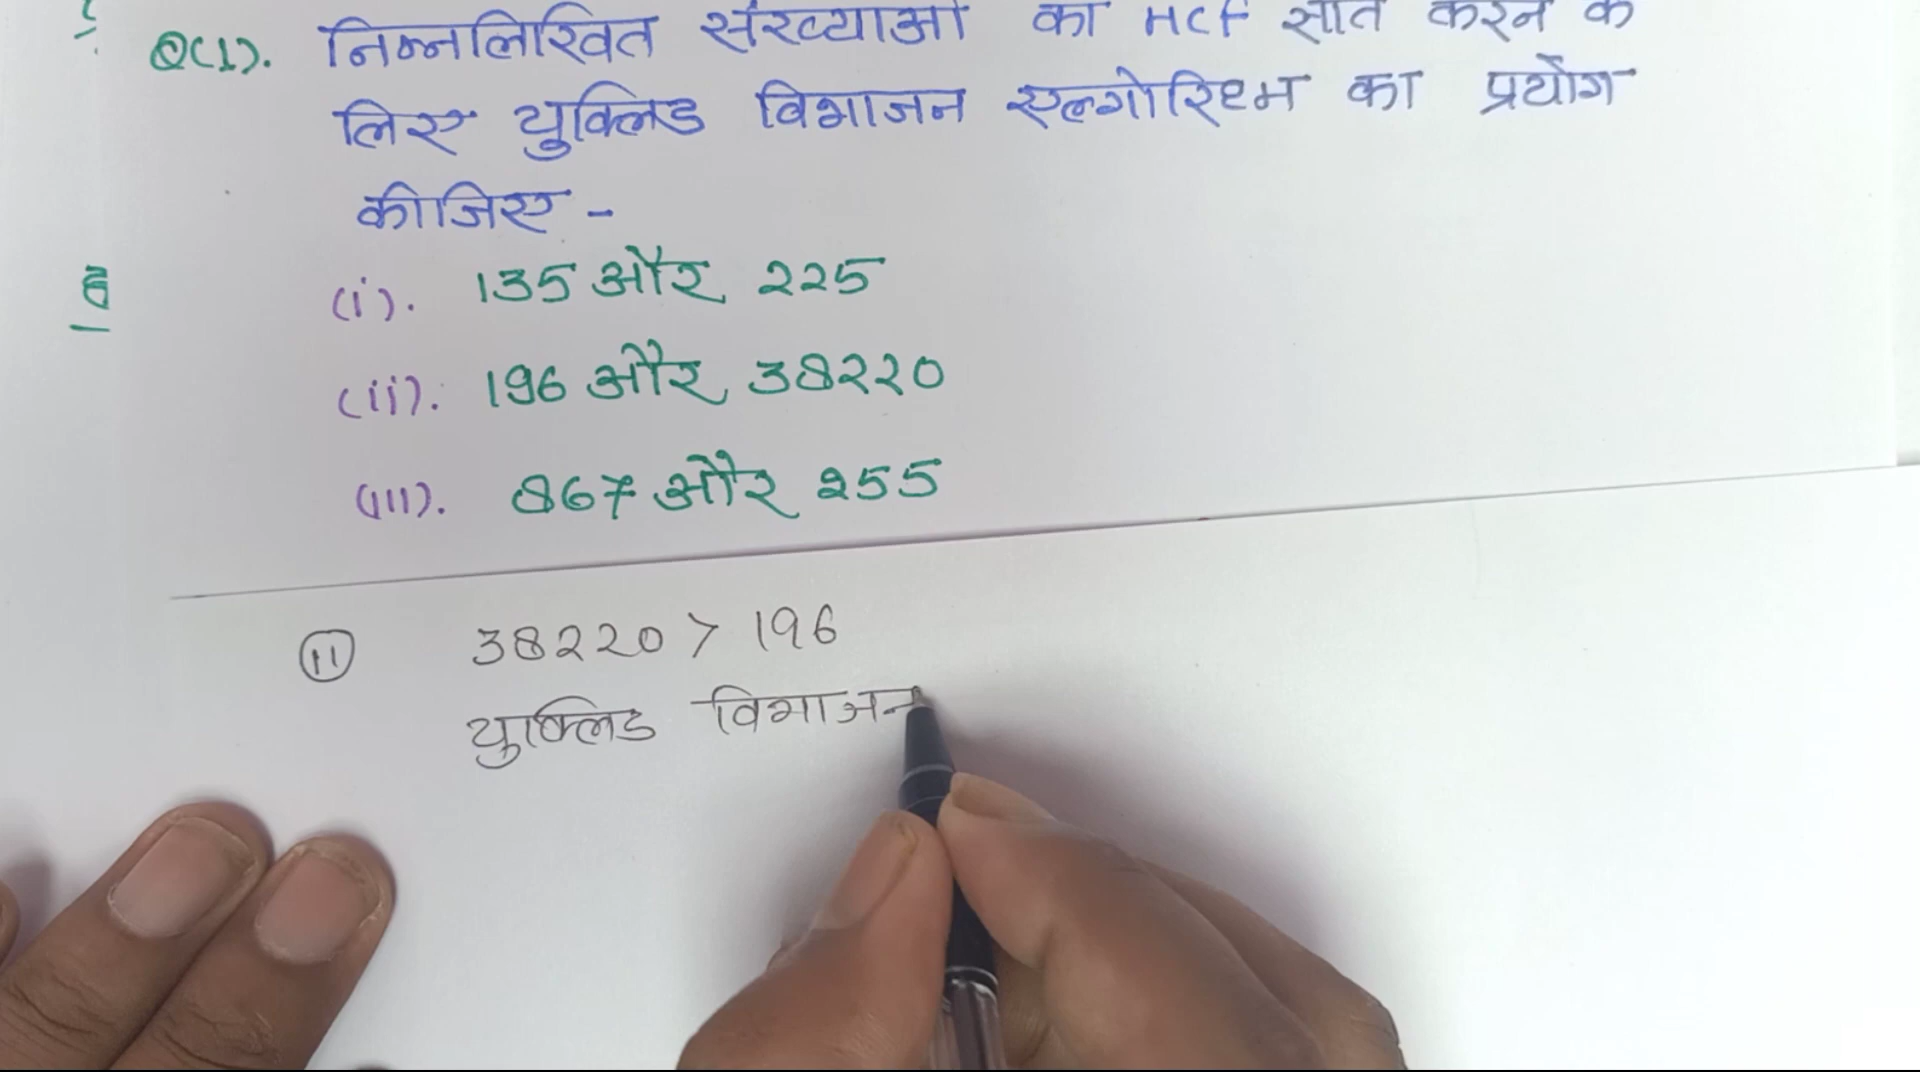 Q(1). निम्नलिखित संख्याओं का HCF ज्ञात करने के
लिए युक्लिड विभाजन एल्गोरिथ्म का प्रयोग
कीजिए -
(i). 135 और 225
(ii). 196 और 38220
(iii). 867 और 255
(11) 38220 > 196
युक्लिड विभाजन